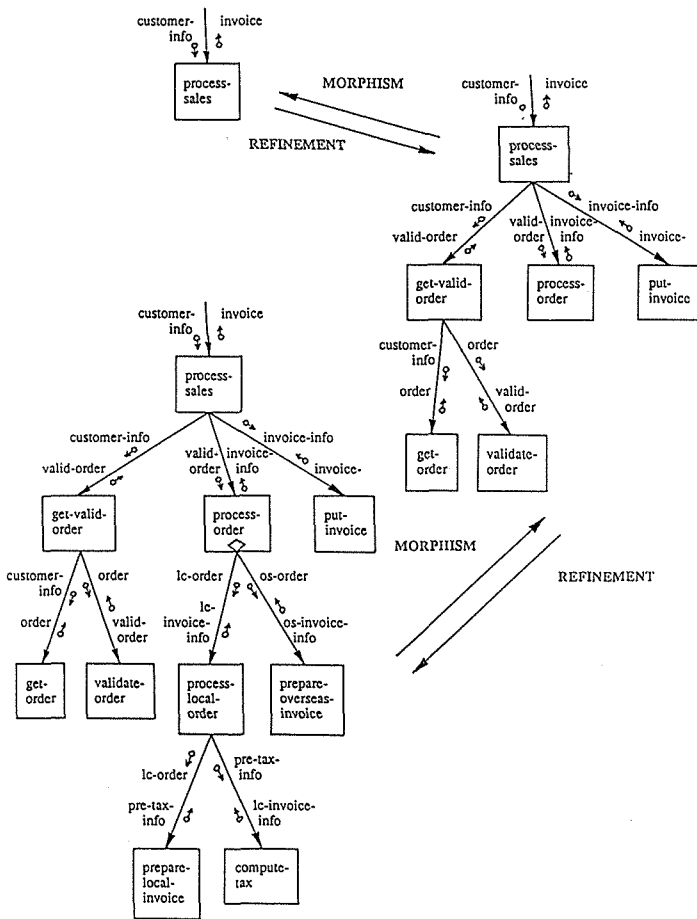 customer-
info
invoice
process-
sales
MORPHISM
REFINEMENT
customer-
info
invoice
process-
sales
customer-info
valid-order
valid-
order
invoice-
info
invoice-info
invoice-
get-valid-
order
process-
order
put-
invoice
customer-
info
order
order
valid-
order
get-
order
validate-
order
customer-
info
invoice
process-
sales
customer-info
valid-order
valid-
order
invoice-
info
invoice-info
invoice-
get-valid-
order
process-
order
put-
invoice
MORPHISM
REFINEMENT
customer-
info
order
order
valid-
order
lc-order
lc-
invoice-
info
os-order
os-invoice-
info
get-
order
validate-
order
process-
local-
order
prepare-
overseas-
invoice
lc-order
pre-tax-
info
pre-tax-
info
lc-invoice-
info
prepare-
local-
invoice
compute-
tax